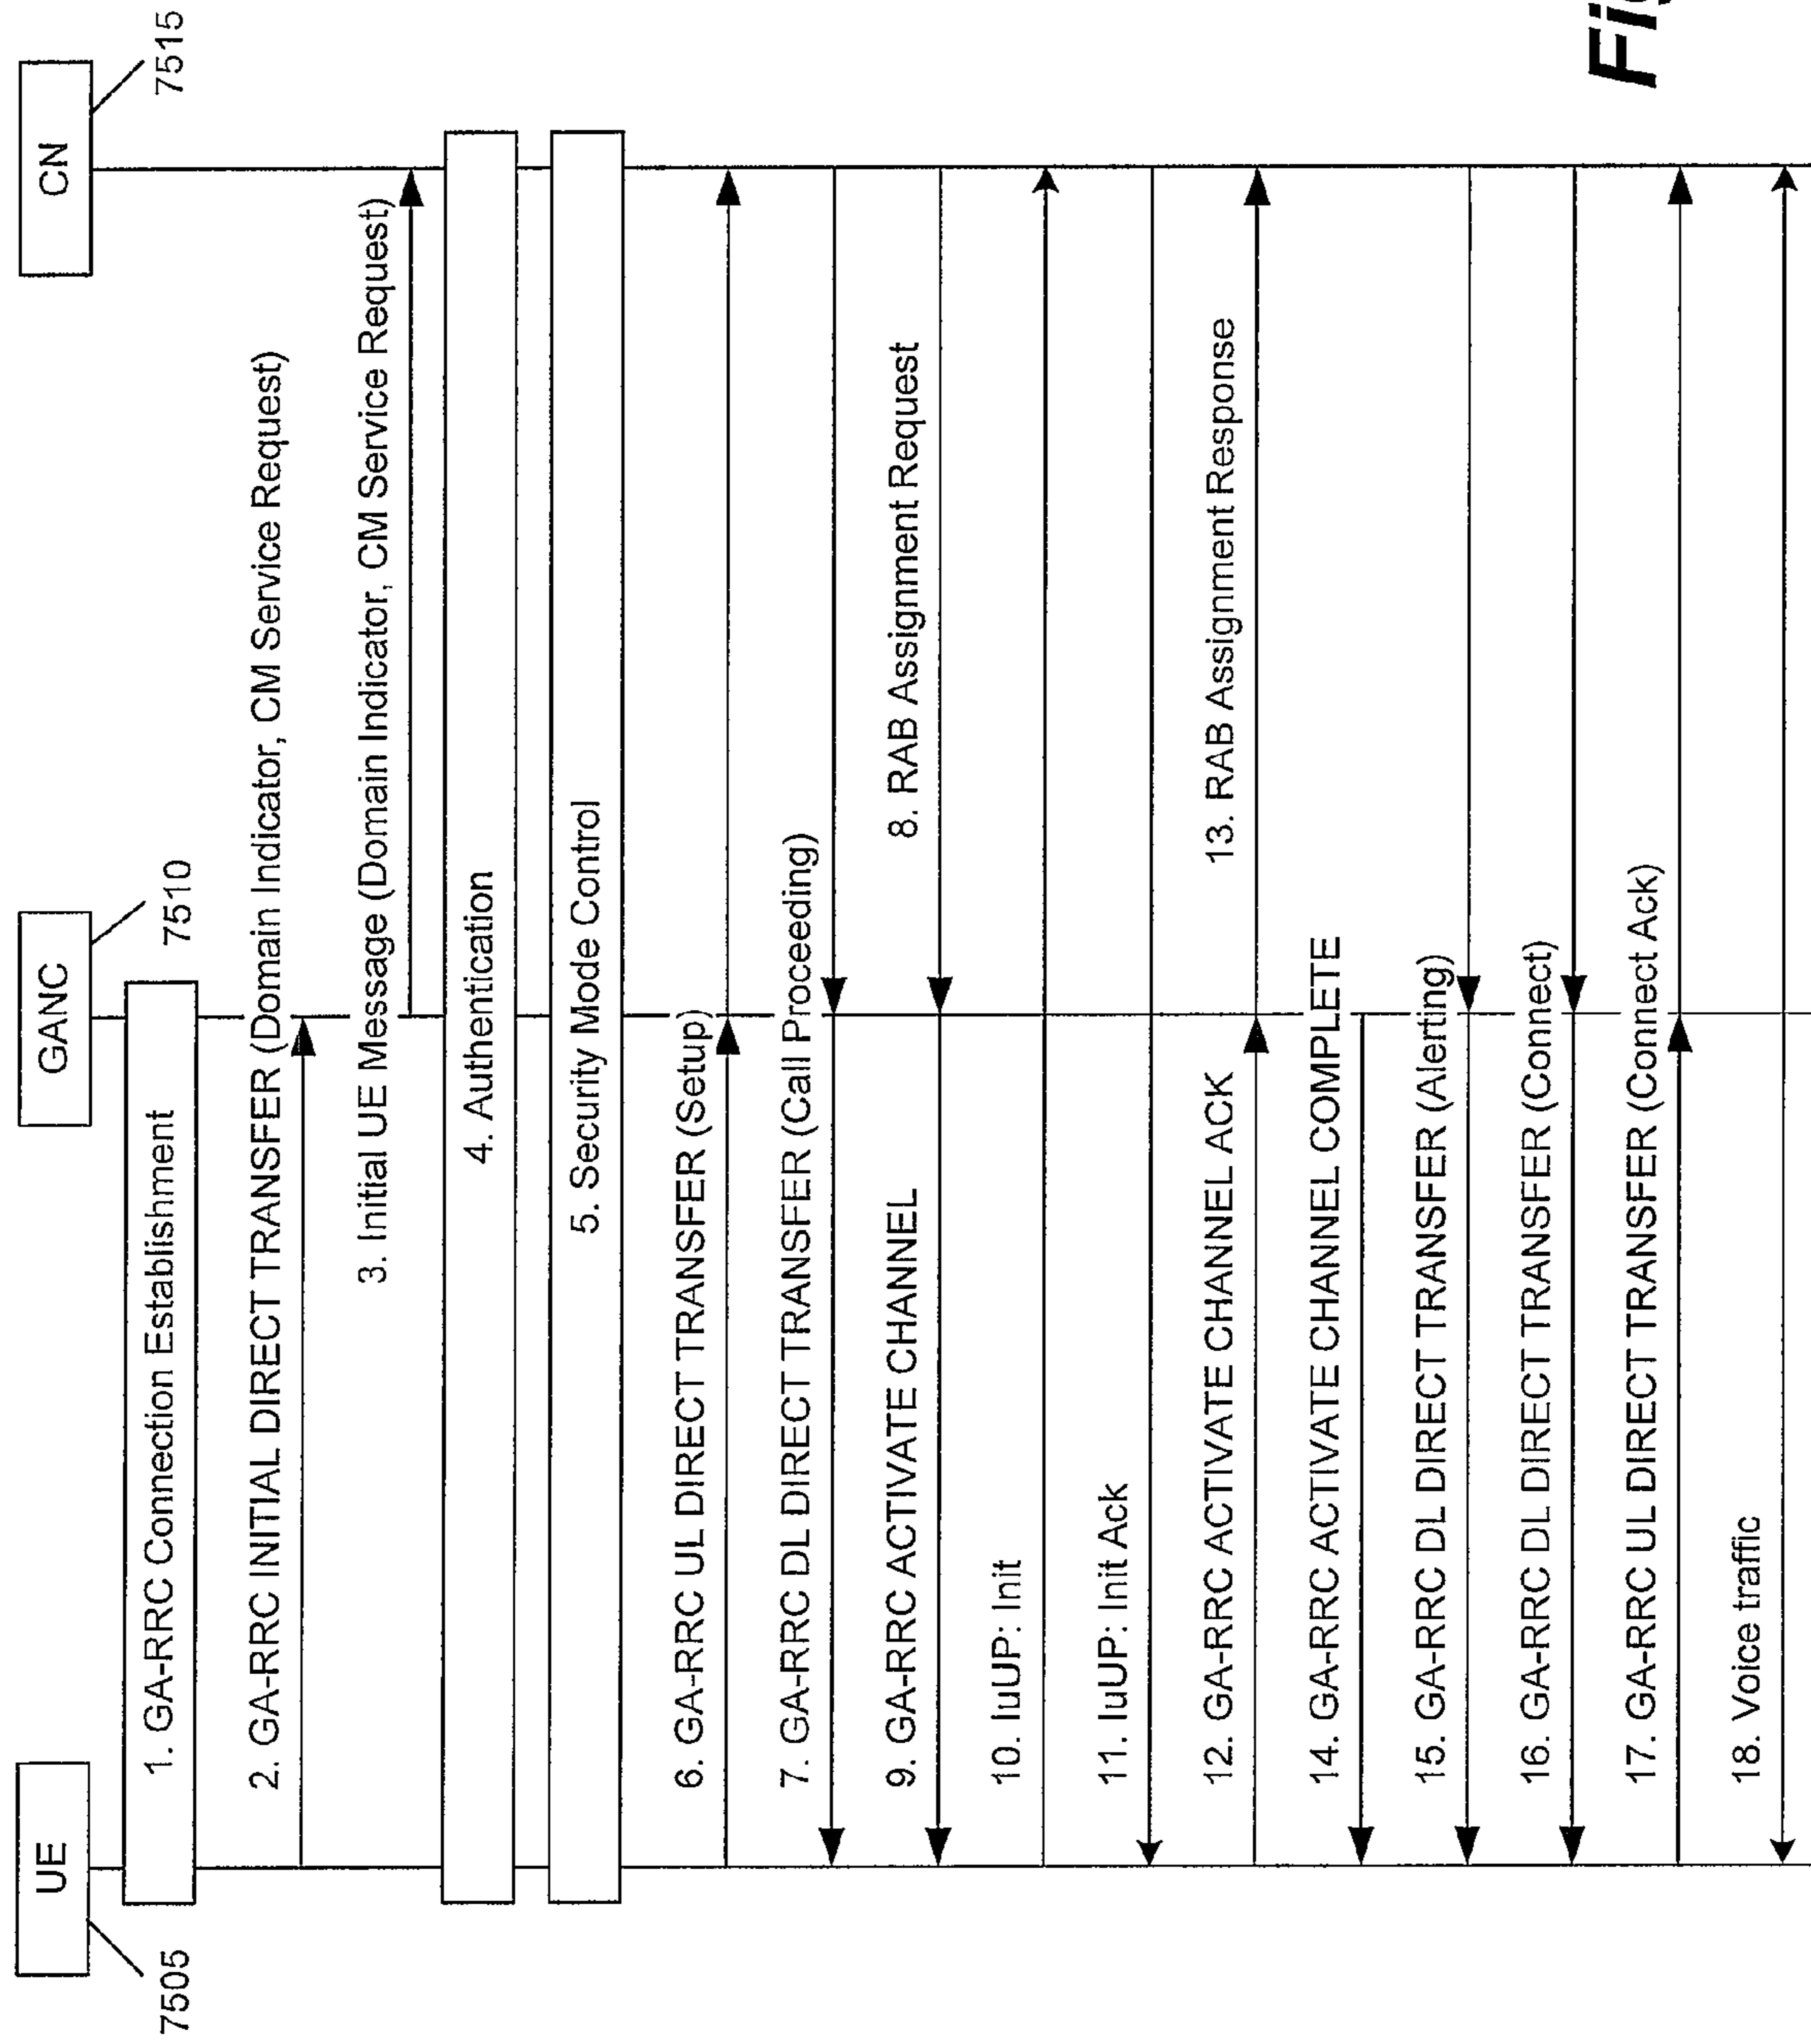 UE
GANC
CN
7505
7510
7515
1. GA-RRC Connection Establishment
2. GA-RRC INITIAL DIRECT TRANSFER (Domain Indicator, CM Service Request)
3. Initial UE Message (Domain Indicator, CM Service Request)
4. Authentication
5. Security Mode Control
6. GA-RRC UL DIRECT TRANSFER (Setup)
7. GA-RRC DL DIRECT TRANSFER (Call Proceeding)
8. RAB Assignment Request
9. GA-RRC ACTIVATE CHANNEL
10. IuUP: Init
11. IuUP: Init Ack
12. GA-RRC ACTIVATE CHANNEL ACK
13. RAB Assignment Response
14. GA-RRC ACTIVATE CHANNEL COMPLETE
15. GA-RRC DL DIRECT TRANSFER (Alerting)
16. GA-RRC DL DIRECT TRANSFER (Connect)
17. GA-RRC UL DIRECT TRANSFER (Connect Ack)
18. Voice traffic